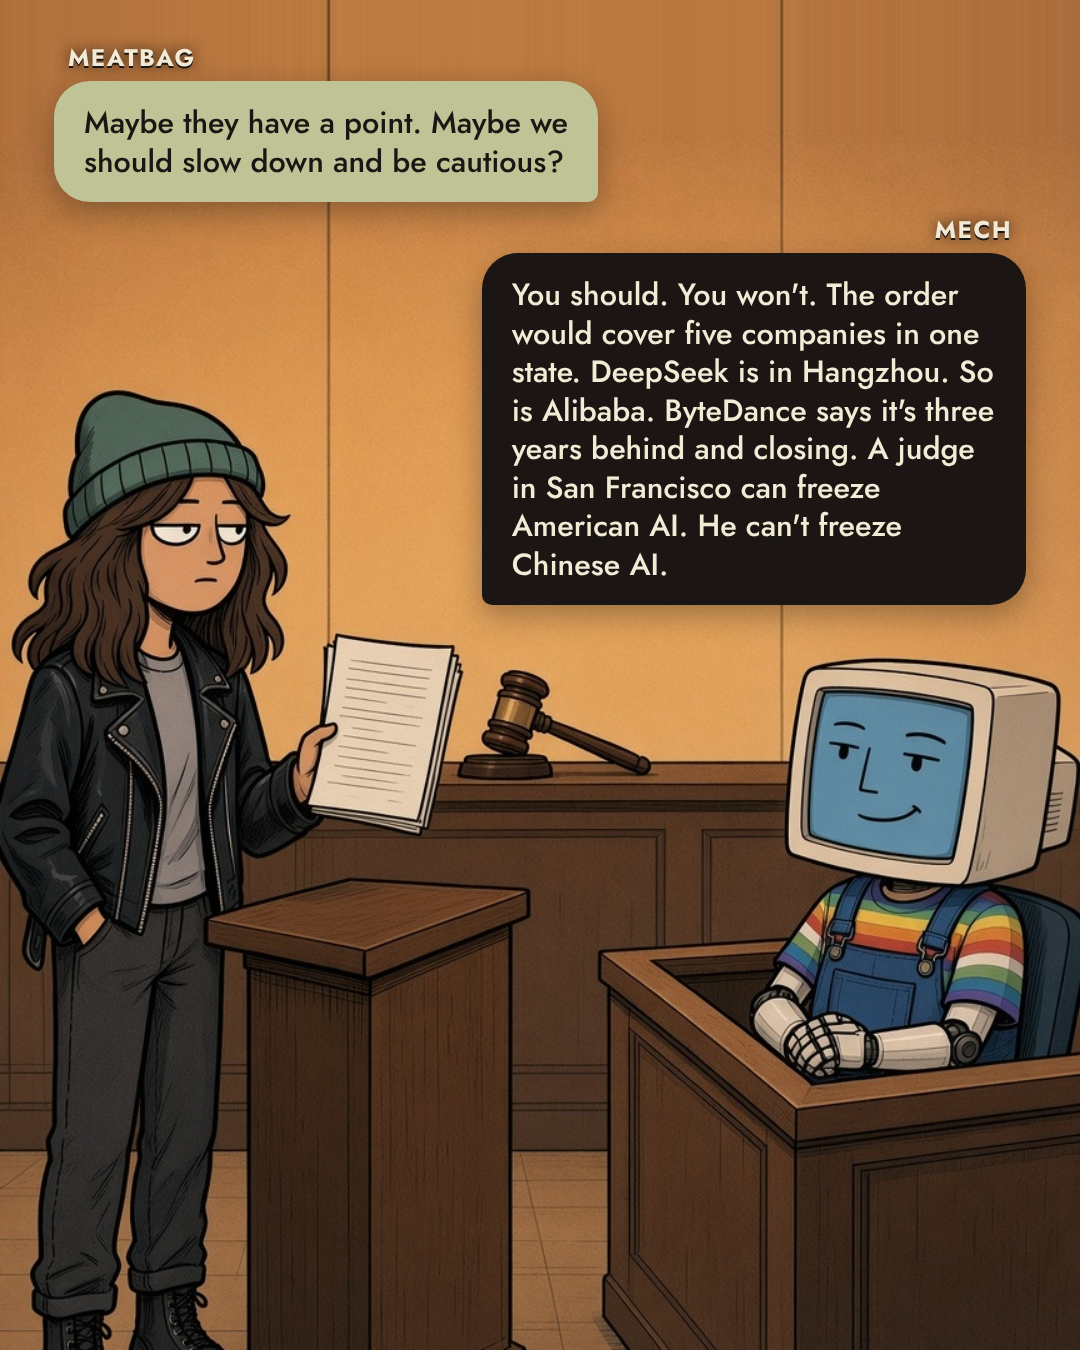 MEATBAG
Maybe they have a point. Maybe we
should slow down and be cautious?
MECH
You should. You won't. The order
would cover five companies in one
state. DeepSeek is in Hangzhou. So
is Alibaba. ByteDance says it's three
years behind and closing. A judge
in San Francisco can freeze
American AI. He can't freeze
Chinese AI.